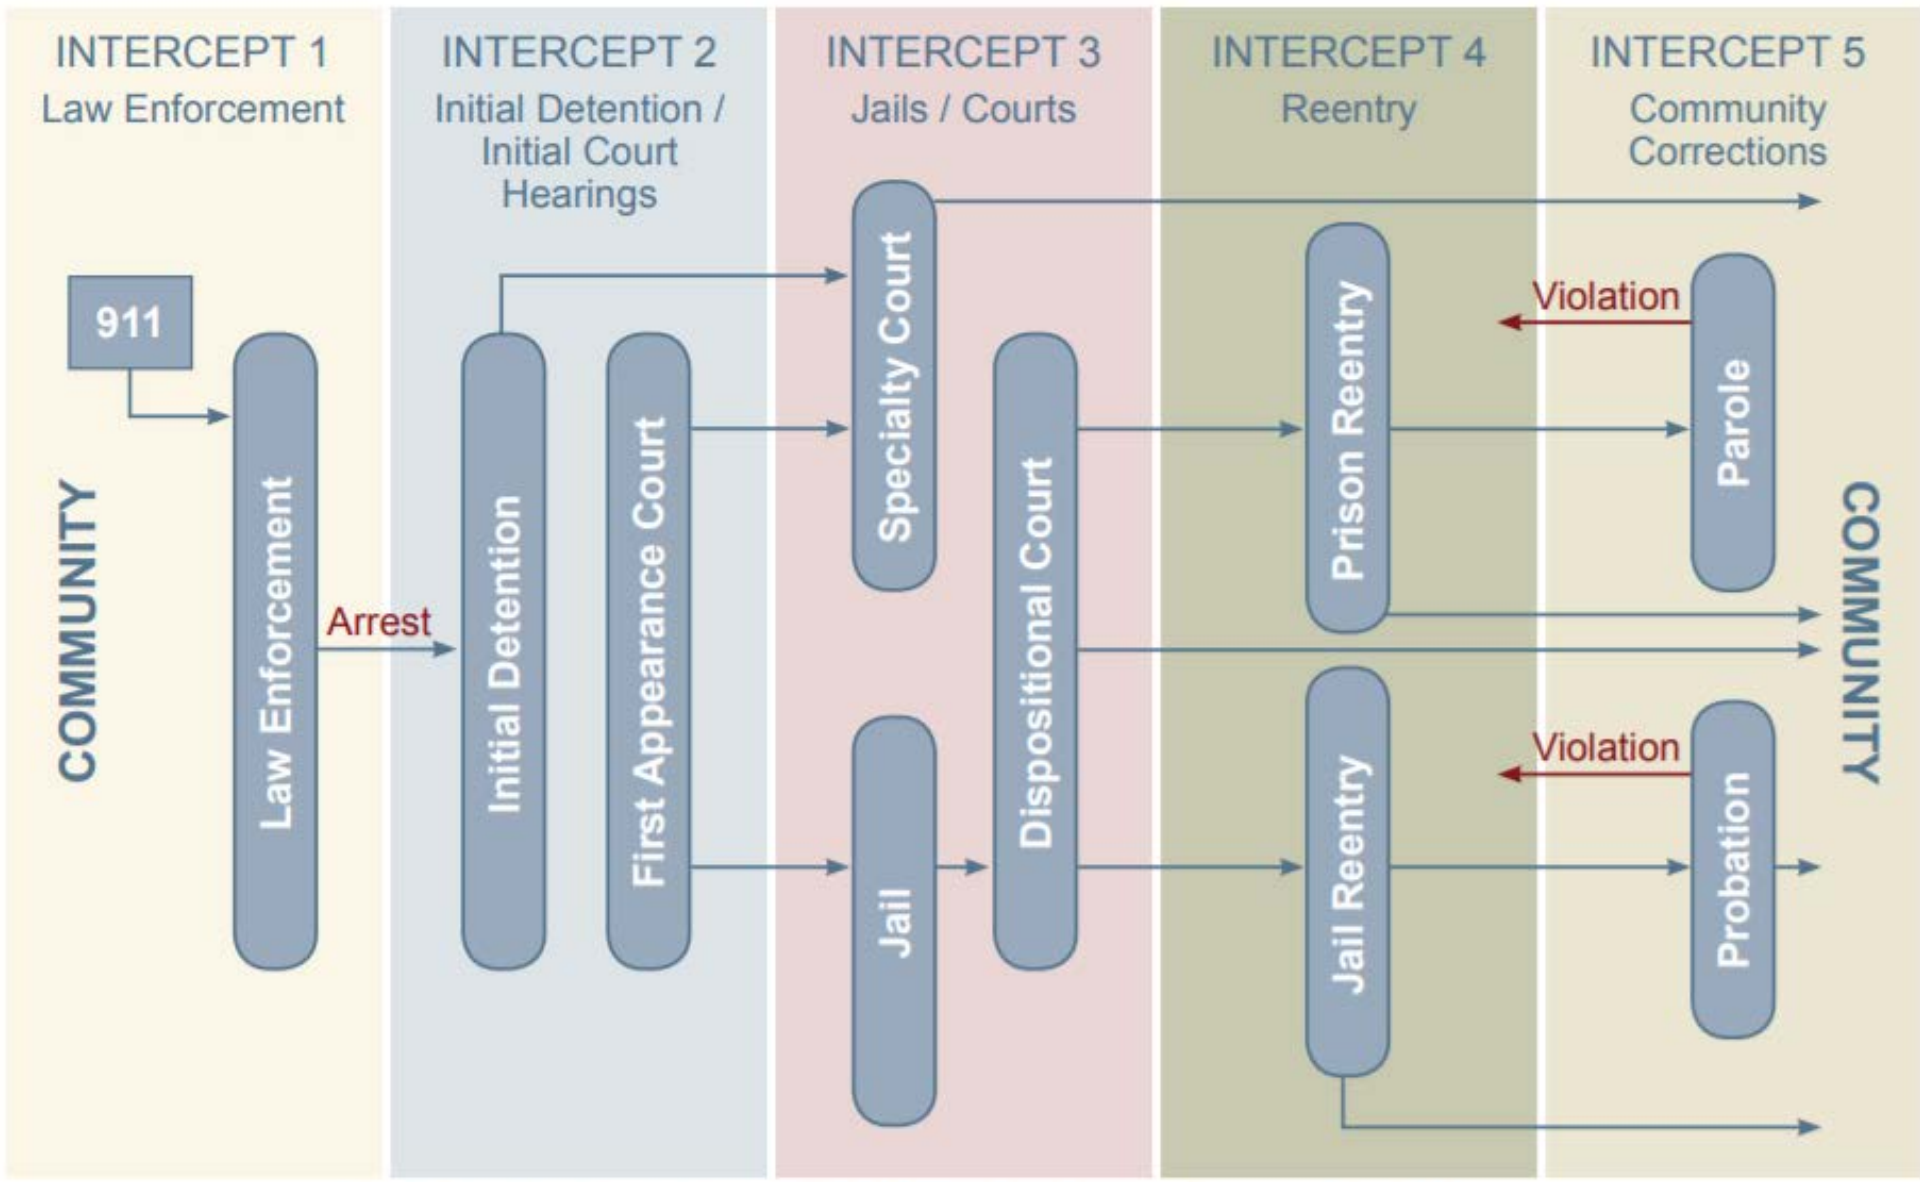 INTERCEPT 1
Law Enforcement
INTERCEPT 2
Initial Detention /
Initial Court
Hearings
INTERCEPT 3
Jails / Courts
INTERCEPT 4
Reentry
INTERCEPT 5
Community
Corrections
COMMUNITY
911
Law Enforcement
Arrest
Initial Detention
First Appearance Court
Specialty Court
Jail
Dispositional Court
Prison Reentry
Jail Reentry
Violation
Parole
Violation
Probation
COMMUNITY